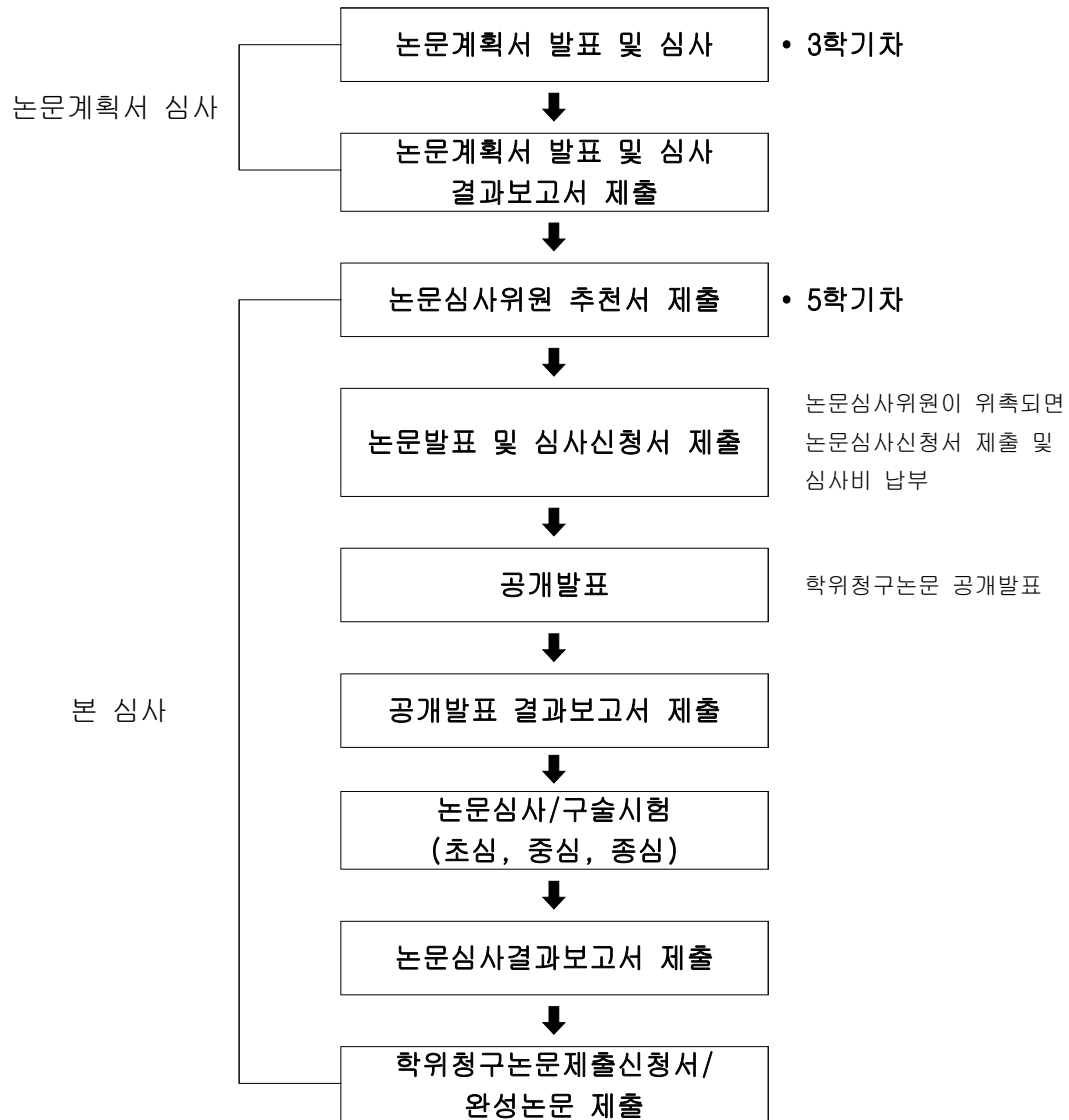 논문계획서 발표 및 심사
• 3학기차
논문계획서 심사
논문계획서 발표 및 심사
결과보고서 제출
논문심사위원 추천서 제출
• 5학기차
논문발표 및 심사신청서 제출
논문심사위원이 위촉되면
논문심사신청서 제출 및
심사비 납부
공개발표
학위청구논문 공개발표
본 심사
공개발표 결과보고서 제출
논문심사/구술시험
(초심, 중심, 종심)
논문심사결과보고서 제출
학위청구논문제출신청서/
완성논문 제출